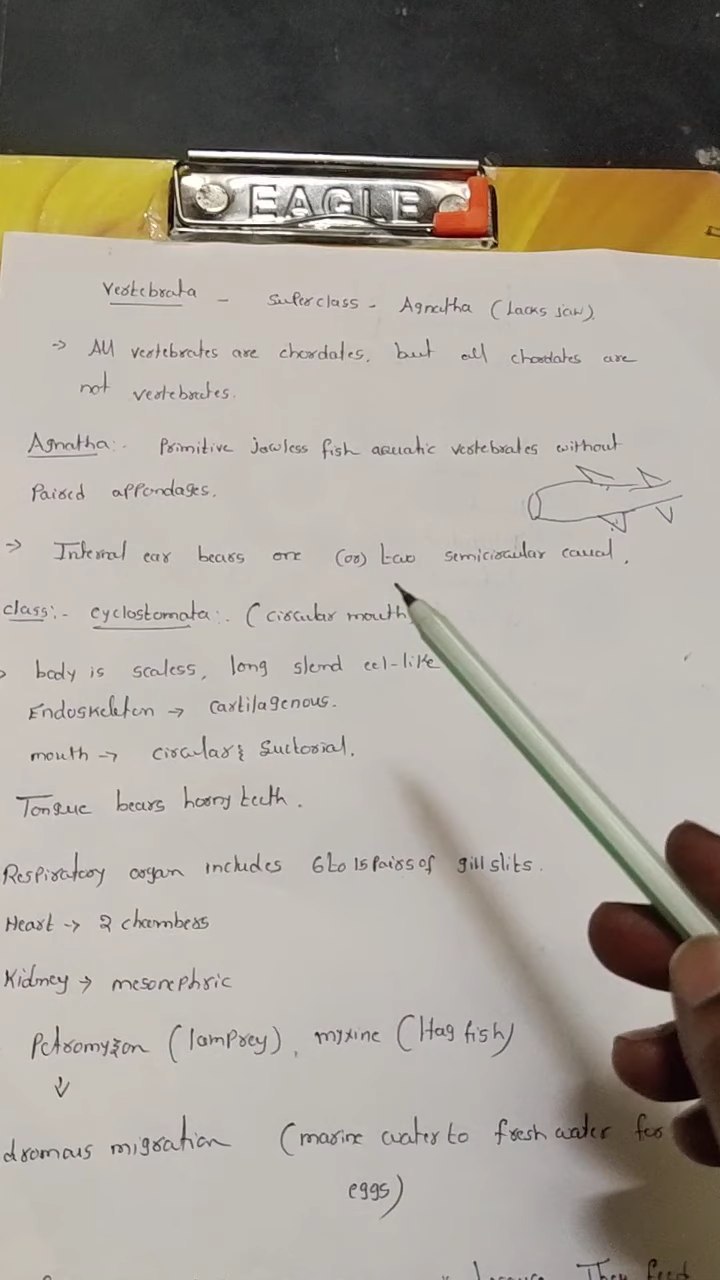 EAGLE
Vertebrata - Superclass - Agnatha (Lacks jaw)
→ All vertebrates are chordates, but all chordates are
not vertebrates.
Agnatha:- Primitive jawless fish aquatic vertebrates without
Paired appendages.
→ Internal ear bears one (or) two semicircular canal.
class:- cyclostomata:- (circular mouth
body is scaless, long slend eel-like
Endoskeleton → cartilagenous.
mouth → circular & suctorial.
Tongue bears horny teeth.
Respiratory organ includes 6 to 15 pairs of gill slits.
Heart → 2 chambers
Kidney → mesonephric
Petromyzon (lamprey), myxine (Hag fish)
↓
dromous migration (marine water to fresh water for
eggs)
They feed